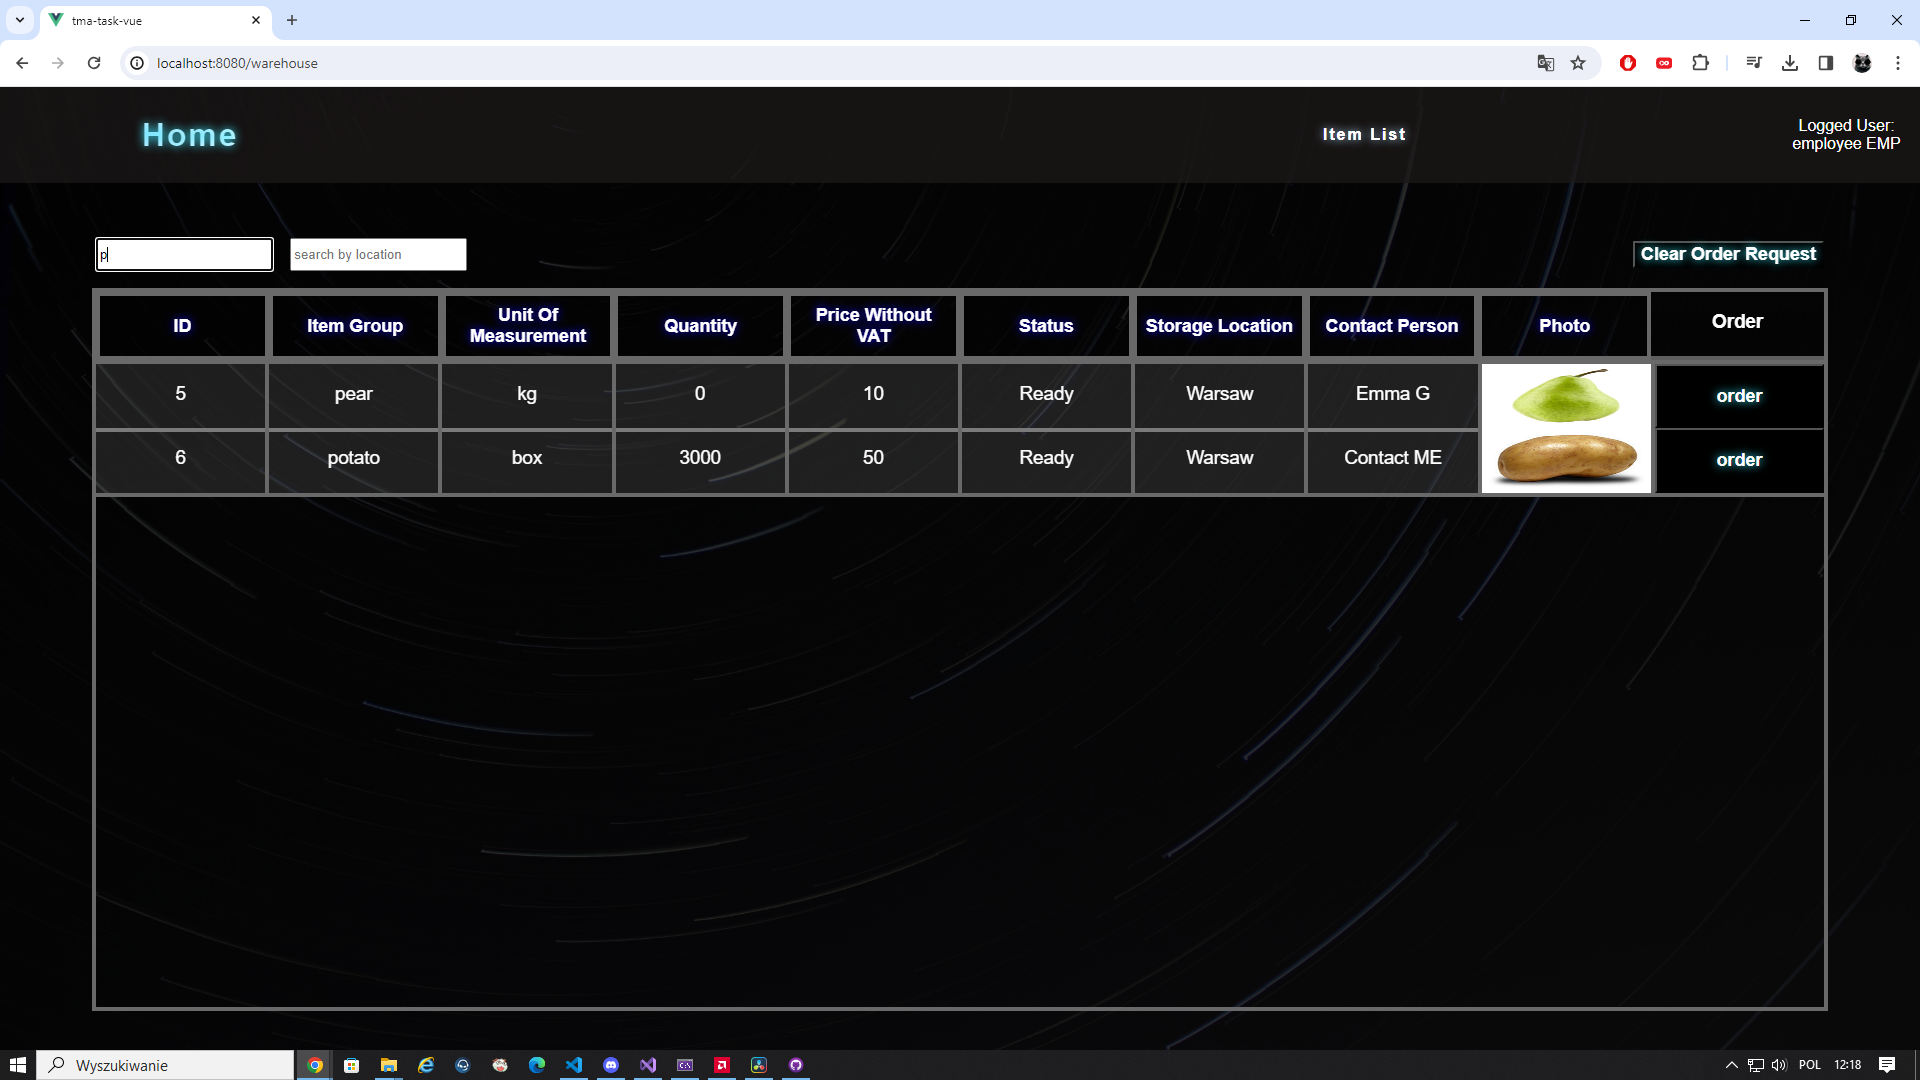 tma-task-vue
localhost:8080/warehouse
Home
Item List
Logged User:
employee EMP
p
search by location
Clear Order Request
ID
Item Group
Unit Of
Measurement
Quantity
Price Without
VAT
Status
Storage Location
Contact Person
Photo
Order
5
pear
kg
0
10
Ready
Warsaw
Emma G
order
6
potato
box
3000
50
Ready
Warsaw
Contact ME
order
Wyszukiwanie
POL
12:18